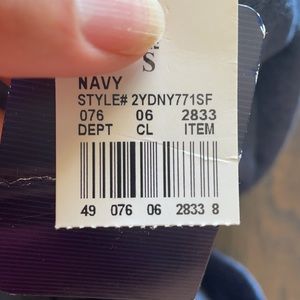 S
NAVY
STYLE# 2YDNY771SF
076 06 2833
DEPT CL ITEM
49 076 06 2833 8